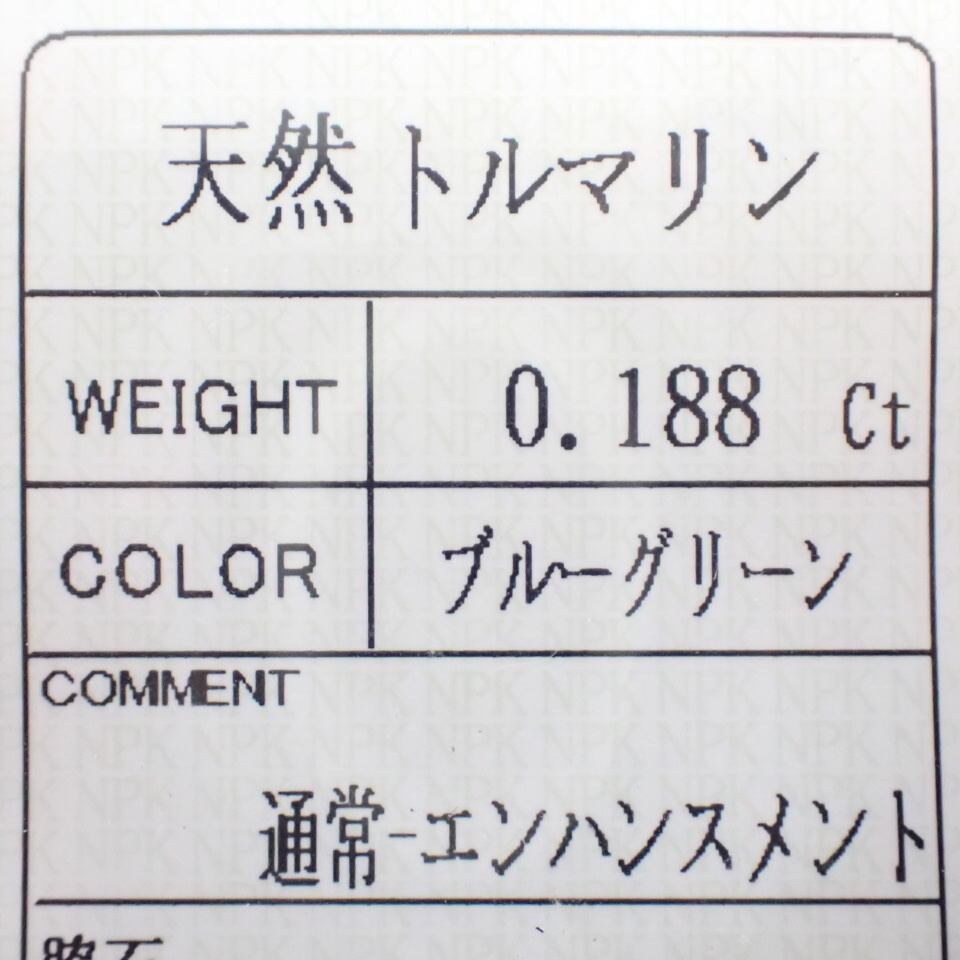 天然トルマリン
WEIGHT 0.188 Ct
COLOR ブルーグリーン
COMMENT
通常-エンハンスメント